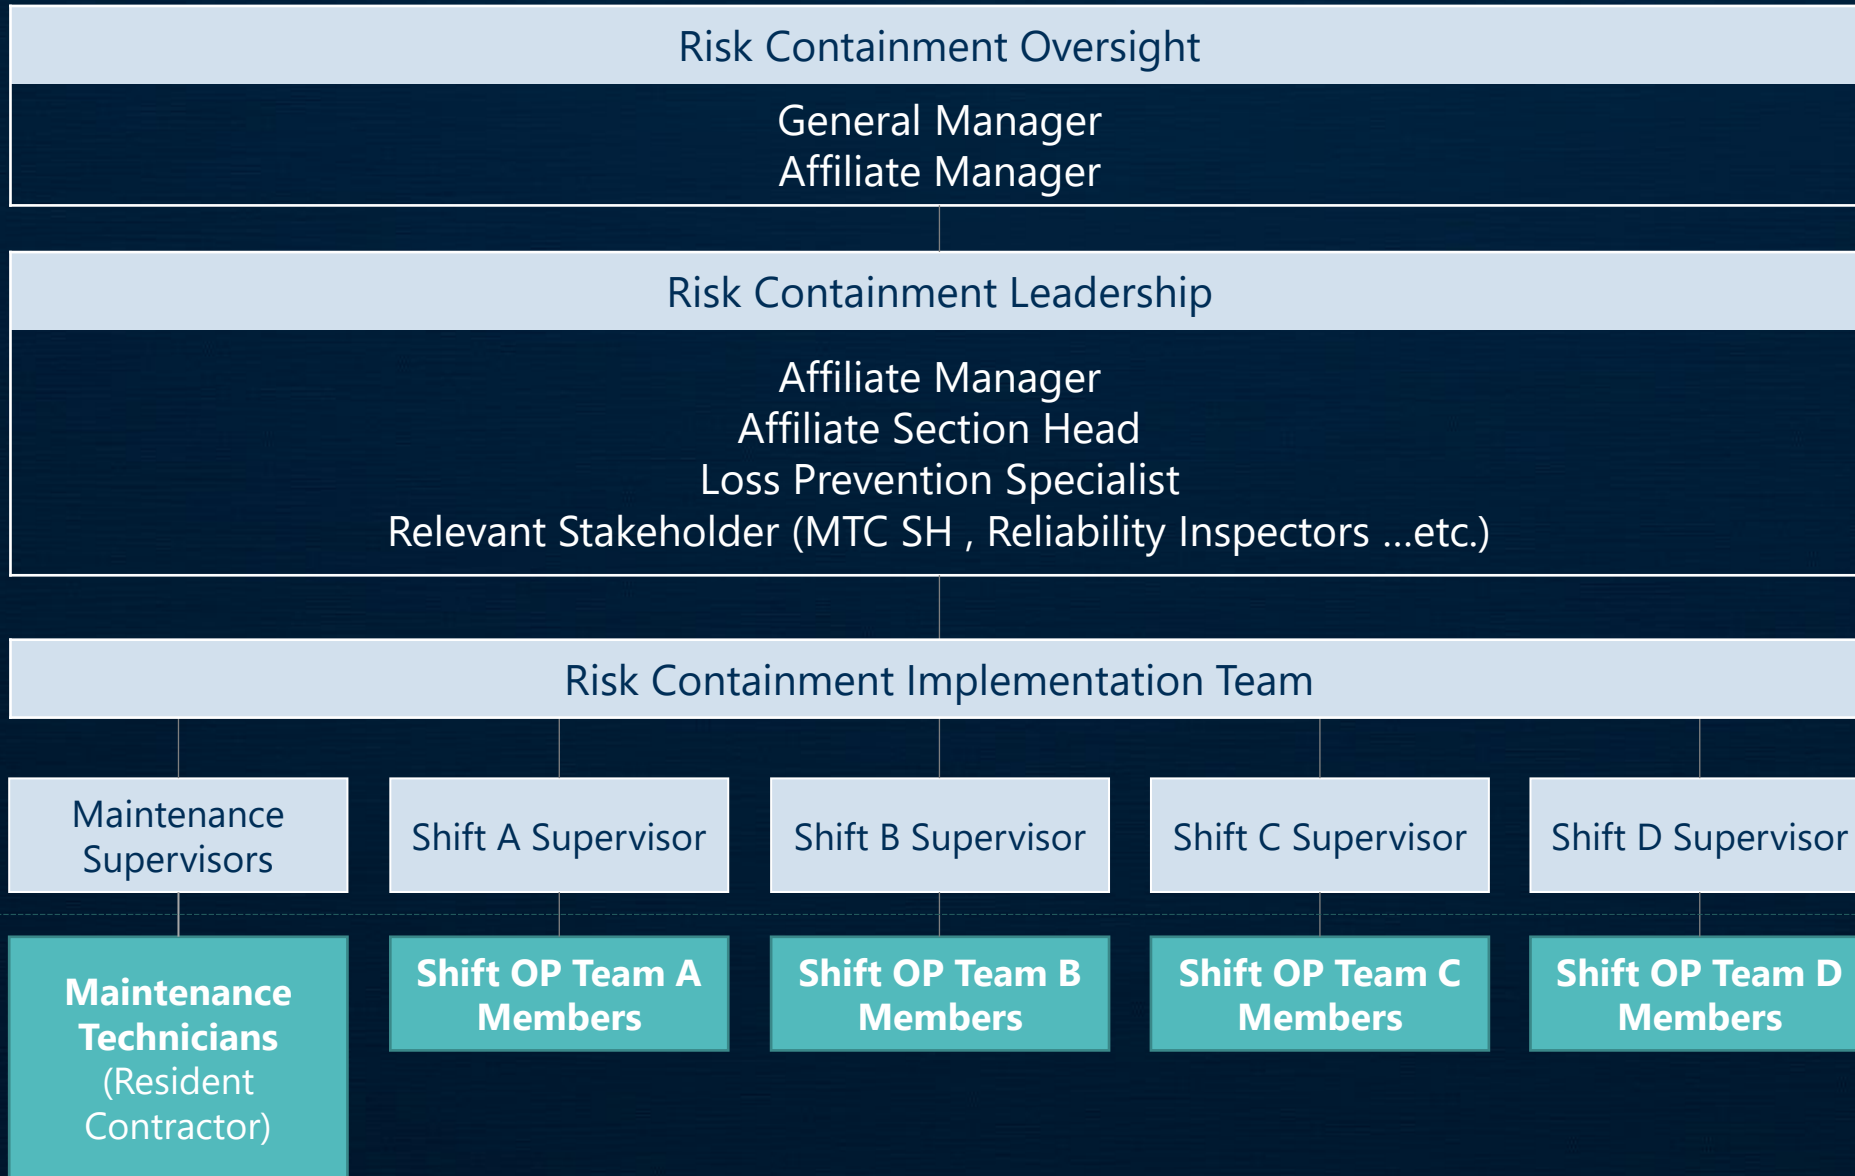 Risk Containment Oversight
General Manager
Affiliate Manager
Risk Containment Leadership
Affiliate Manager
Affiliate Section Head
Loss Prevention Specialist
Relevant Stakeholder (MTC SH , Reliability Inspectors ...etc.)
Risk Containment Implementation Team
Maintenance
Supervisors
Shift A Supervisor
Shift B Supervisor
Shift C Supervisor
Shift D Supervisor
Maintenance
Technicians
(Resident
Contractor)
Shift OP Team A
Members
Shift OP Team B
Members
Shift OP Team C
Members
Shift OP Team D
Members